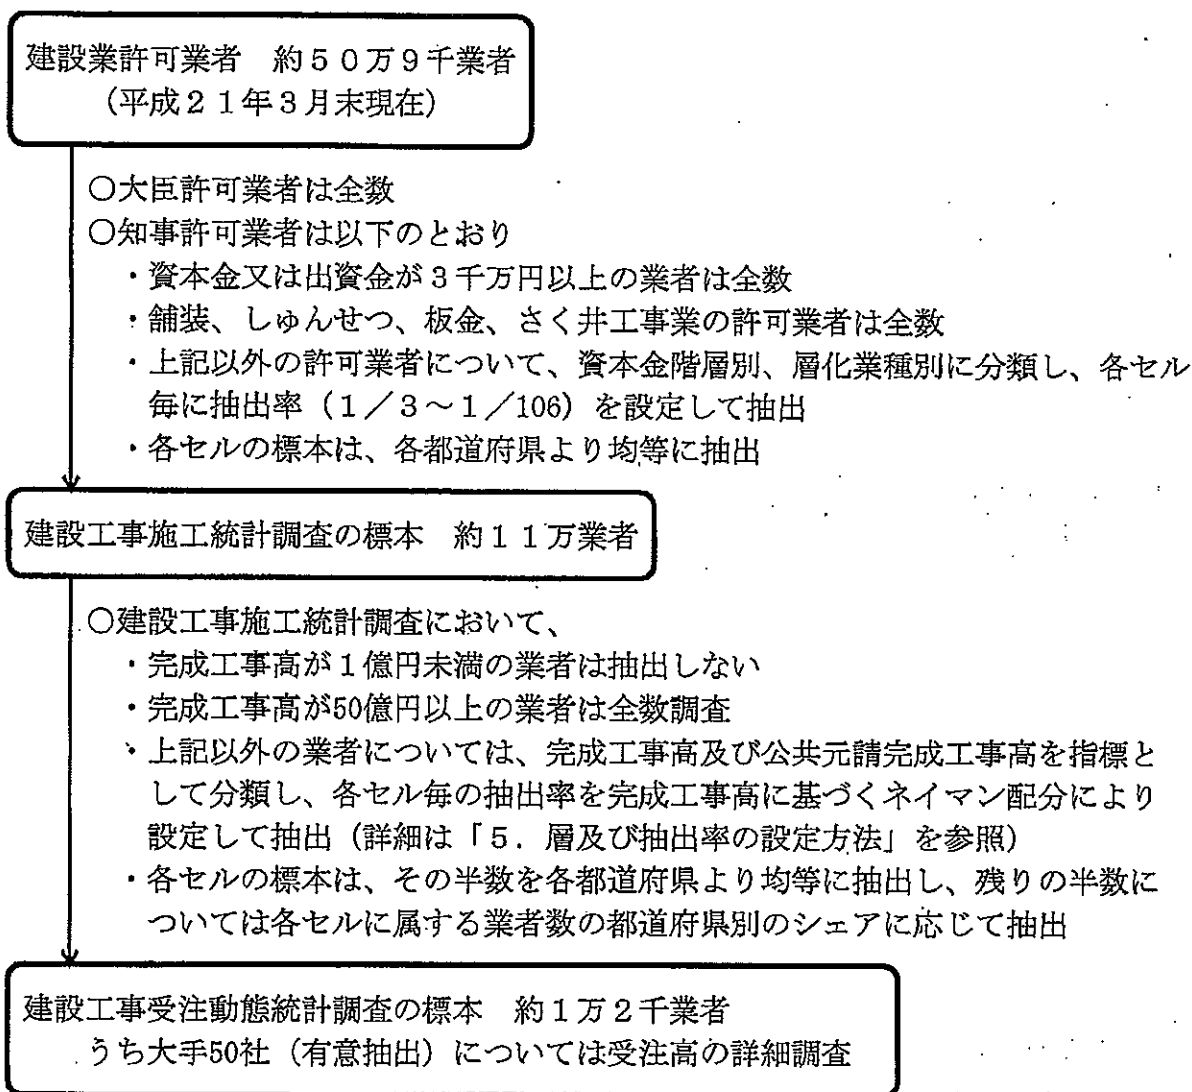 建設業許可業者　約50万9千業者
（平成21年3月末現在）
○大臣許可業者は全数
○知事許可業者は以下のとおり
・資本金又は出資金が3千万円以上の業者は全数
・舗装、しゅんせつ、板金、さく井工事業の許可業者は全数
・上記以外の許可業者について、資本金階層別、層化業種別に分類し、各セル
毎に抽出率（1／3～1／106）を設定して抽出
・各セルの標本は、各都道府県より均等に抽出
建設工事施工統計調査の標本　約11万業者
○建設工事施工統計調査において、
・完成工事高が1億円未満の業者は抽出しない
・完成工事高が50億円以上の業者は全数調査
・上記以外の業者については、完成工事高及び公共元請完成工事高を指標と
して分類し、各セル毎の抽出率を完成工事高に基づくネイマン配分により
設定して抽出（詳細は「5．層及び抽出率の設定方法」を参照）
・各セルの標本は、その半数を各都道府県より均等に抽出し、残りの半数に
ついては各セルに属する業者数の都道府県別のシェアに応じて抽出
建設工事受注動態統計調査の標本　約1万2千業者
うち大手50社（有意抽出）については受注高の詳細調査